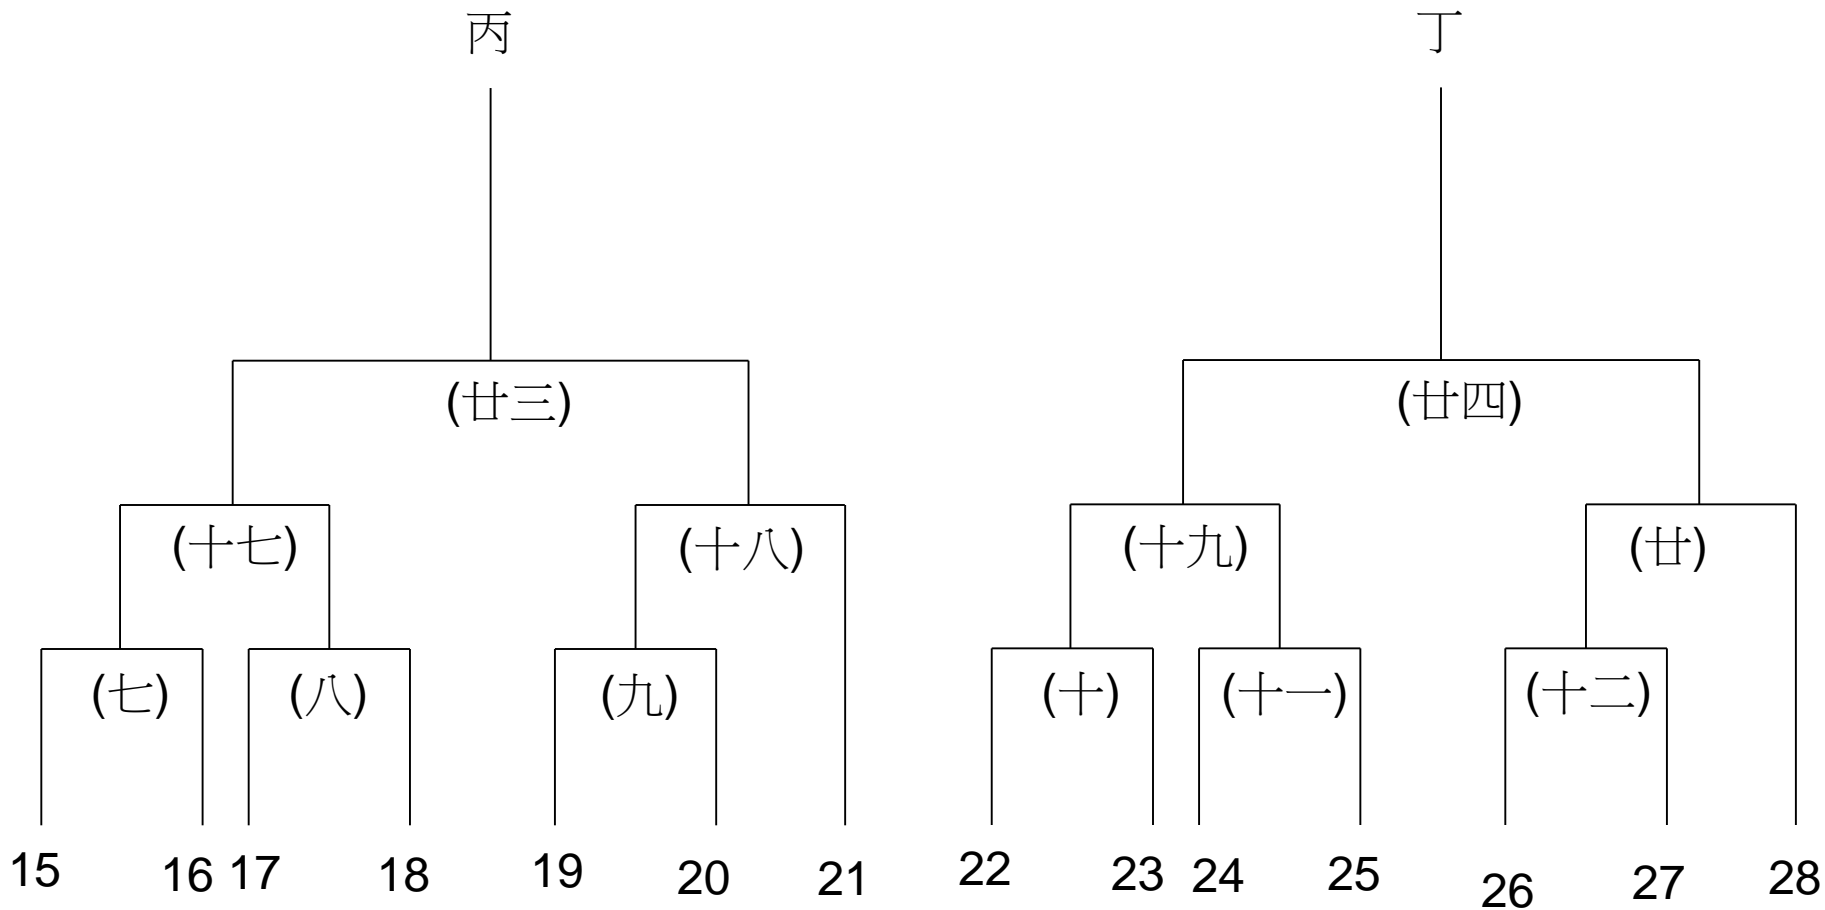 丙 丁
(廿三) (廿四)
(十七) (十八) (十九) (廿)
(七) (八) (九) (十) (十一) (十二)
15 16 17 18 19 20 21 22 23 24 25 26 27 28